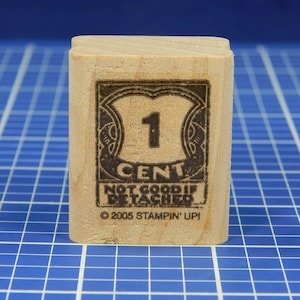 1
CENT
NOT GOOD IF
DETACHED
© 2005 STAMPIN' UP!